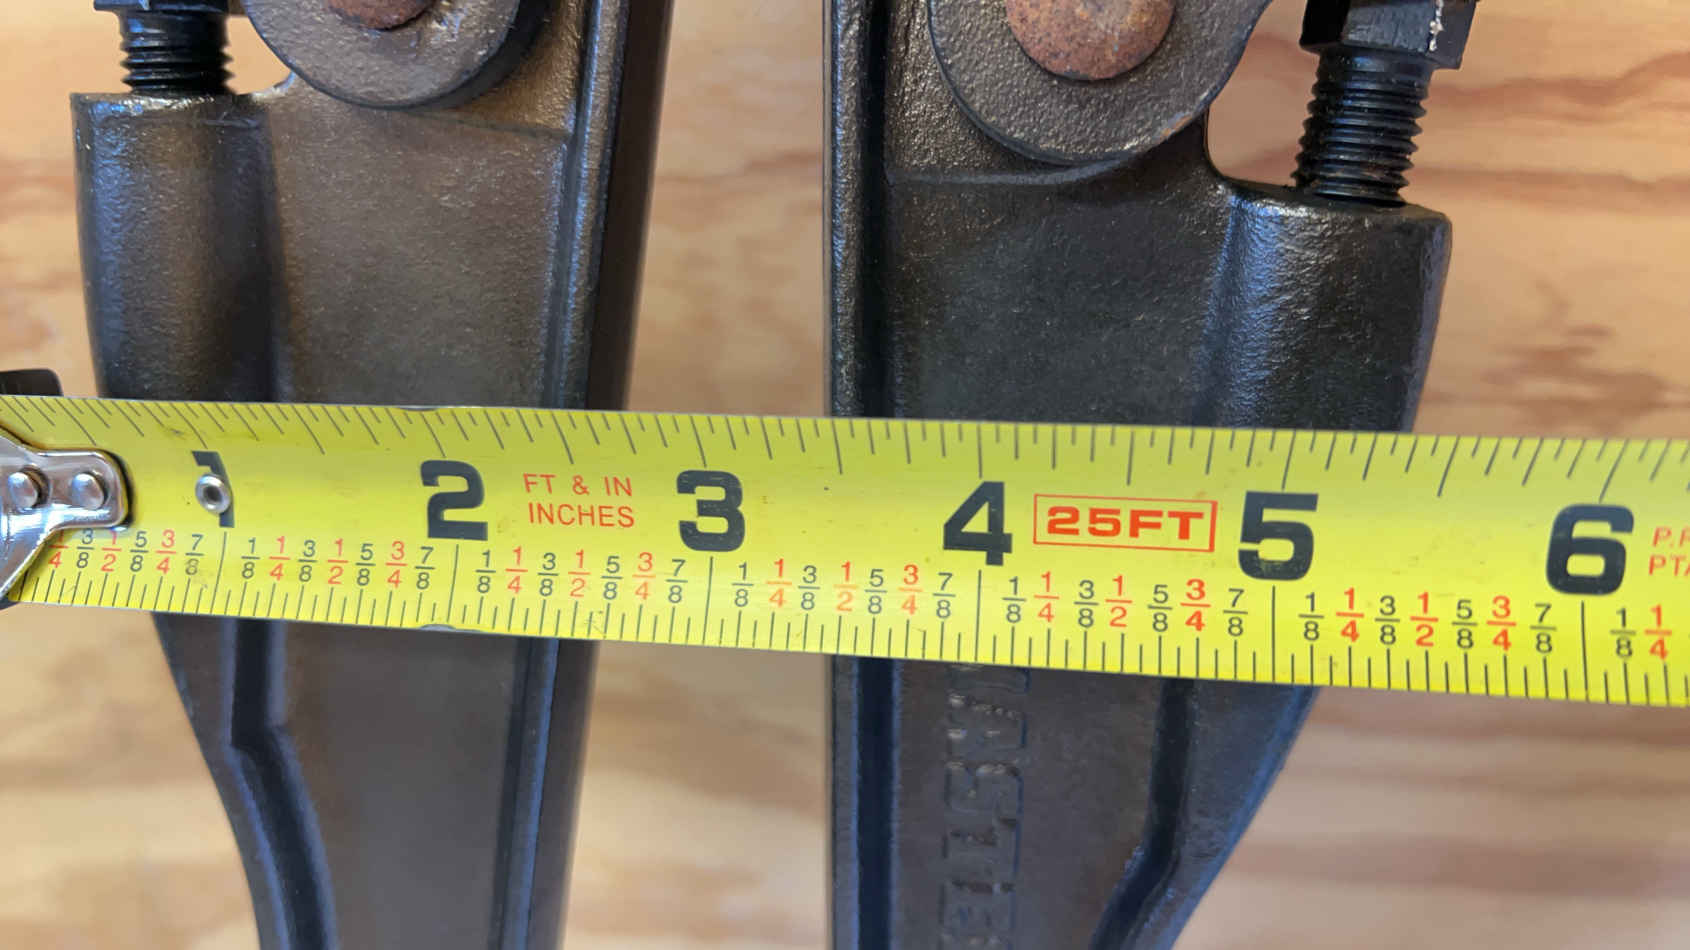 1 2 FT & IN 3 4 25FT 5 6 P.P
INCHES PTA
1/4 3/8 1/2 5/8 3/4 7/8 1/8 1/4 3/8 1/2 5/8 3/4 7/8 1/8 1/4 3/8 1/2 5/8 3/4 7/8 1/8 1/4 3/8 1/2 5/8 3/4 7/8 1/8 1/4 3/8 1/2 5/8 3/4 7/8 1/8 1/4 3/8 1/2 5/8 3/4 7/8 1/8 1/4
MASTER